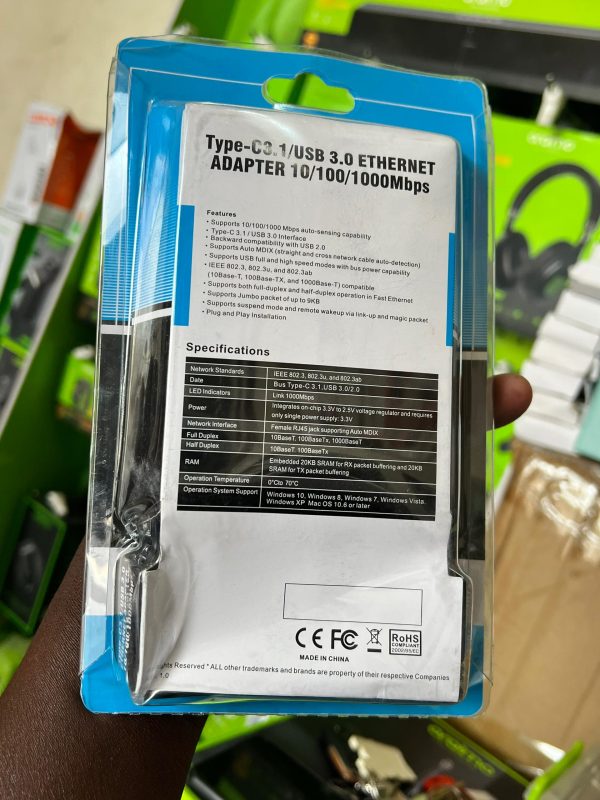 Type-C3.1/USB 3.0 ETHERNET
ADAPTER 10/100/1000Mbps
Features
• Supports 10/100/1000 Mbps auto-sensing capability
• Type-C 3.1 / USB 3.0 Interface
Backward compatibility with USB 2.0
• Supports Auto MDIX (straight and cross network cable auto-detection)
• Supports USB full and high speed modes with bus power capability
• IEEE 802.3, 802.3u, and 802.3ab
(10Base-T, 100Base-TX, and 1000Base-T) compatible
• Supports both full-duplex and half-duplex operation in Fast Ethernet
• Supports Jumbo packet of up to 9KB
• Supports suspend mode and remote wakeup via link-up and magic packet
• Plug and Play Installation
Specifications
Network Standards IEEE 802.3, 802.3u, and 802.3ab
Date Bus Type-C 3.1.USB 3.0/2.0
LED Indicators Link 1000Mbps
Power Integrates on-chip 3.3V to 2.5V voltage regulator and requires
only single power supply: 3.3V
Network Interface Female RJ45 jack supporting Auto MDIX
Full Duplex 10BaseT, 100BaseTx, 1000BaseT
Half Duplex 10BaseT, 100BaseTx
RAM Embedded 20KB SRAM for RX packet buffering and 20KB
SRAM for TX packet buffering
Operation Temperature 0°Cto 70°C
Operation System Support Windows 10, Windows 8, Windows 7, Windows Vista,
Windows XP Mac OS 10.6 or later
CE FC RoHS
COMPLIANT
2002/95/EC
MADE IN CHINA
Rights Reserved * ALL other trademarks and brands are property of their respective Companies
1.0
oraimo
oraimo